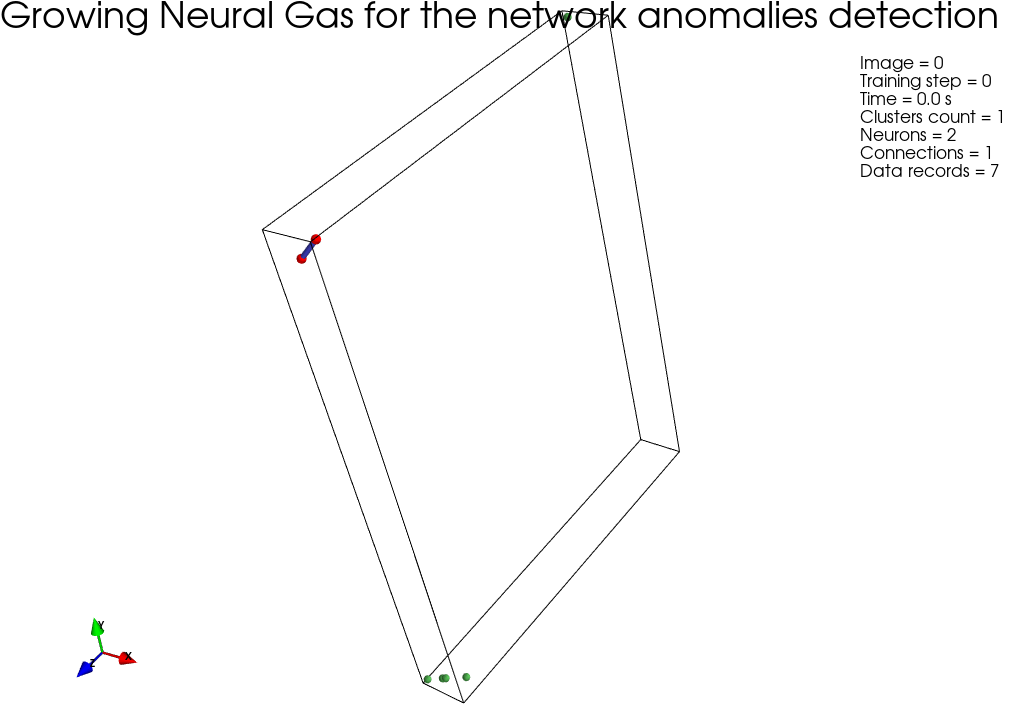 Growing Neural Gas for the network anomalies detection
Image = 0
Training step = 0
Time = 0.0 s
Clusters count = 1
Neurons = 2
Connections = 1
Data records = 7
Y
Z
X